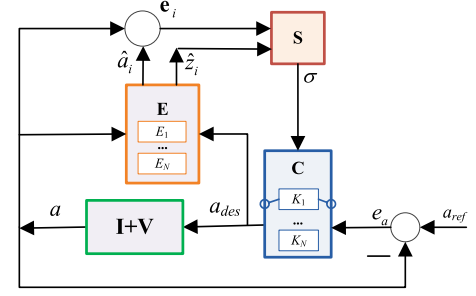 e_i
S
â_i
ẑ_i
σ
E
E_1
...
E_N
C
K_1
...
K_N
a
I+V
a_des
e_a
a_ref
—